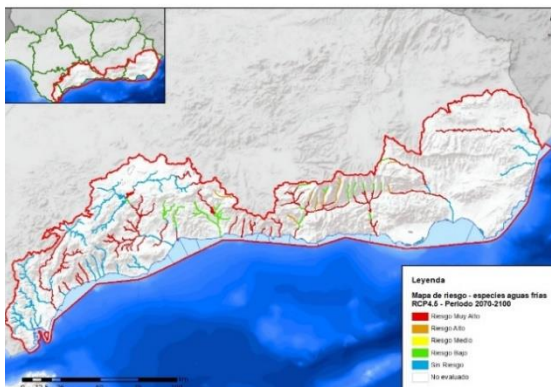 Leyenda
Mapa de riesgo - especies aguas frías
RCP4.5 - Periodo 2070-2100
Riesgo Muy Alto
Riesgo Alto
Riesgo Medio
Riesgo Bajo
Sin Riesgo
No evaluado